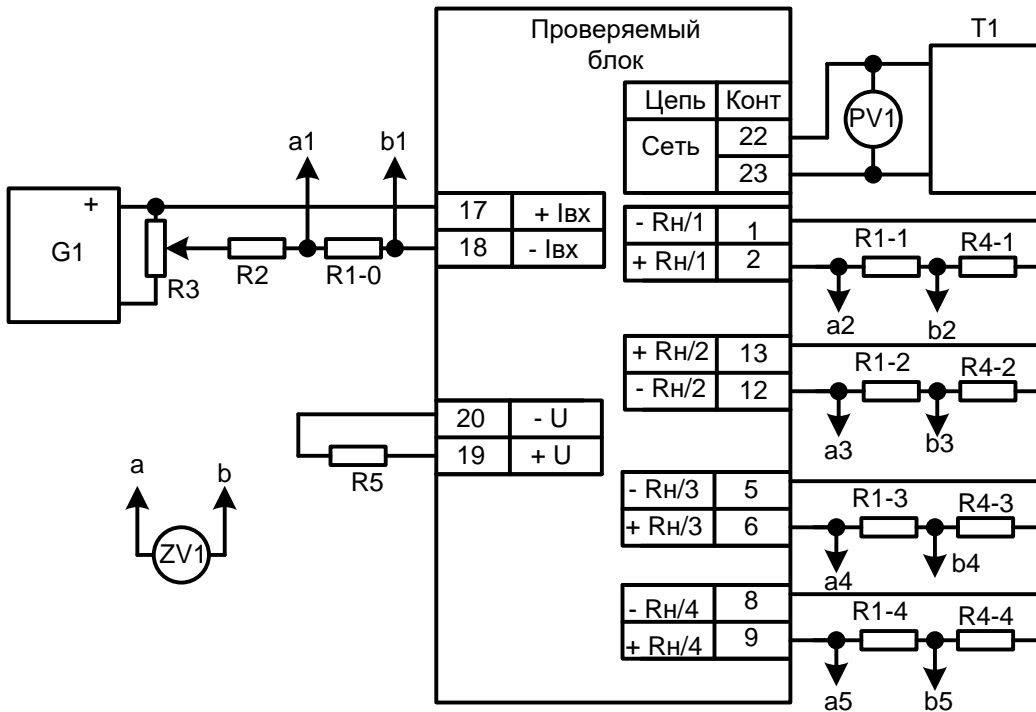 Проверяемый
блок
T1
Цепь Конт
Сеть 22
23
PV1
a1 b1
+
G1
R3
R2
R1-0
17 + Iвх
18 - Iвх
- Rн/1 1
+ Rн/1 2
R1-1 R4-1
a2 b2
+ Rн/2 13
- Rн/2 12
R1-2 R4-2
a3 b3
20 - U
19 + U
R5
a b
ZV1
- Rн/3 5
+ Rн/3 6
R1-3 R4-3
a4 b4
- Rн/4 8
+ Rн/4 9
R1-4 R4-4
a5 b5